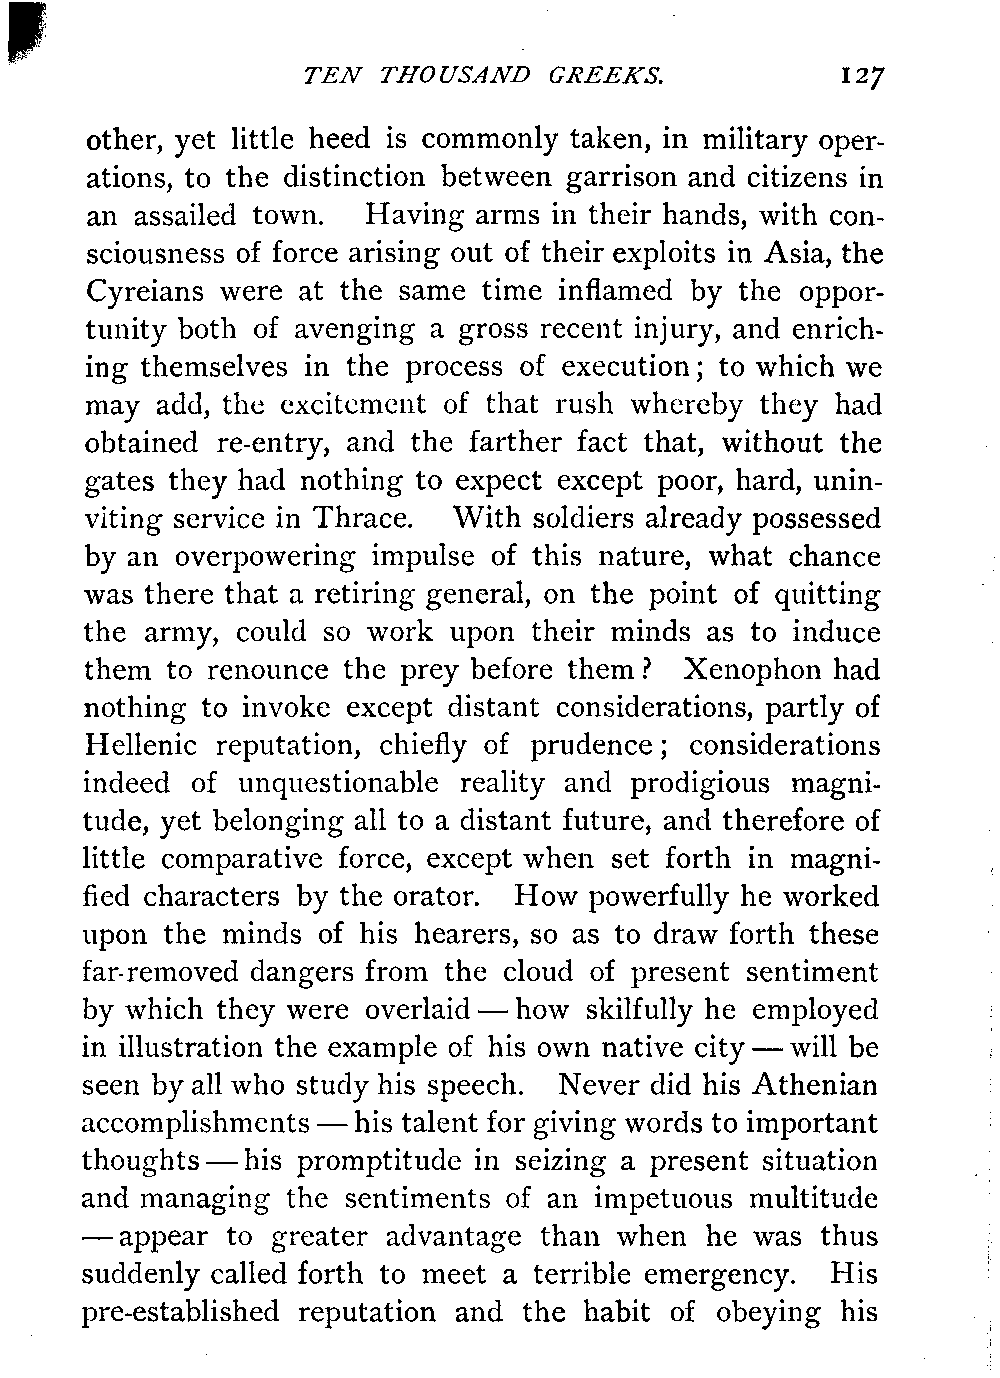 TEN THOUSAND GREEKS. 127
other, yet little heed is commonly taken, in military oper-
ations, to the distinction between garrison and citizens in
an assailed town. Having arms in their hands, with con-
sciousness of force arising out of their exploits in Asia, the
Cyreians were at the same time inflamed by the oppor-
tunity both of avenging a gross recent injury, and enrich-
ing themselves in the process of execution; to which we
may add, the excitement of that rush whereby they had
obtained re-entry, and the farther fact that, without the
gates they had nothing to expect except poor, hard, unin-
viting service in Thrace. With soldiers already possessed
by an overpowering impulse of this nature, what chance
was there that a retiring general, on the point of quitting
the army, could so work upon their minds as to induce
them to renounce the prey before them? Xenophon had
nothing to invoke except distant considerations, partly of
Hellenic reputation, chiefly of prudence; considerations
indeed of unquestionable reality and prodigious magni-
tude, yet belonging all to a distant future, and therefore of
little comparative force, except when set forth in magni-
fied characters by the orator. How powerfully he worked
upon the minds of his hearers, so as to draw forth these
far-removed dangers from the cloud of present sentiment
by which they were overlaid — how skilfully he employed
in illustration the example of his own native city — will be
seen by all who study his speech. Never did his Athenian
accomplishments — his talent for giving words to important
thoughts — his promptitude in seizing a present situation
and managing the sentiments of an impetuous multitude
— appear to greater advantage than when he was thus
suddenly called forth to meet a terrible emergency. His
pre-established reputation and the habit of obeying his